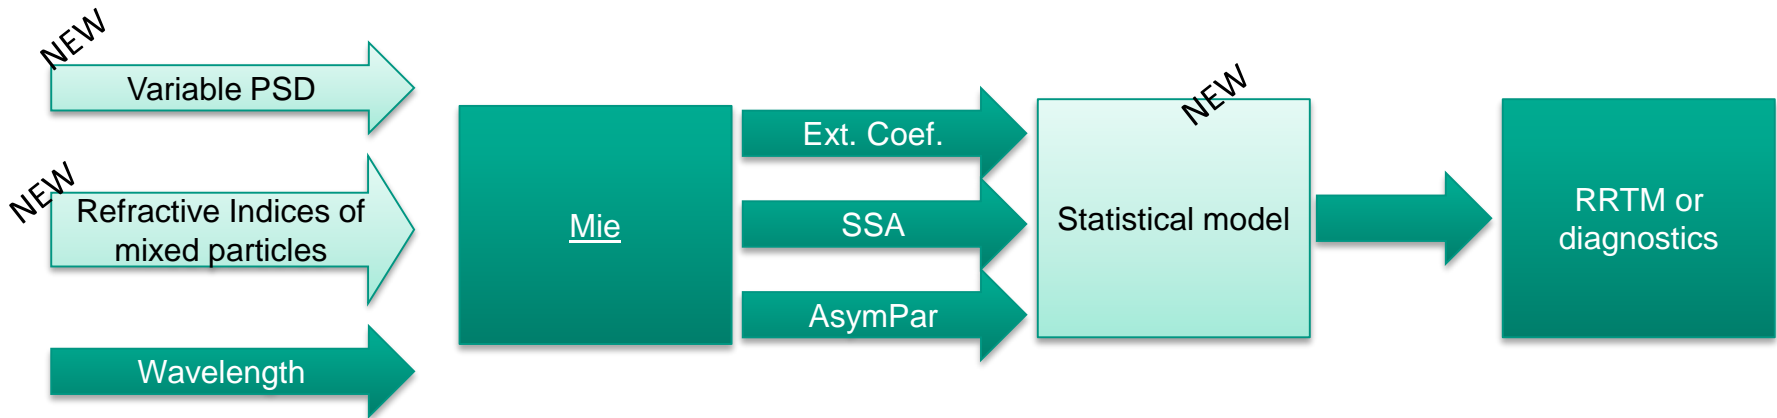 NEW
Variable PSD
NEW
Refractive Indices of
mixed particles
Wavelength
Mie
Ext. Coef.
SSA
AsymPar
NEW
Statistical model
RRTM or
diagnostics